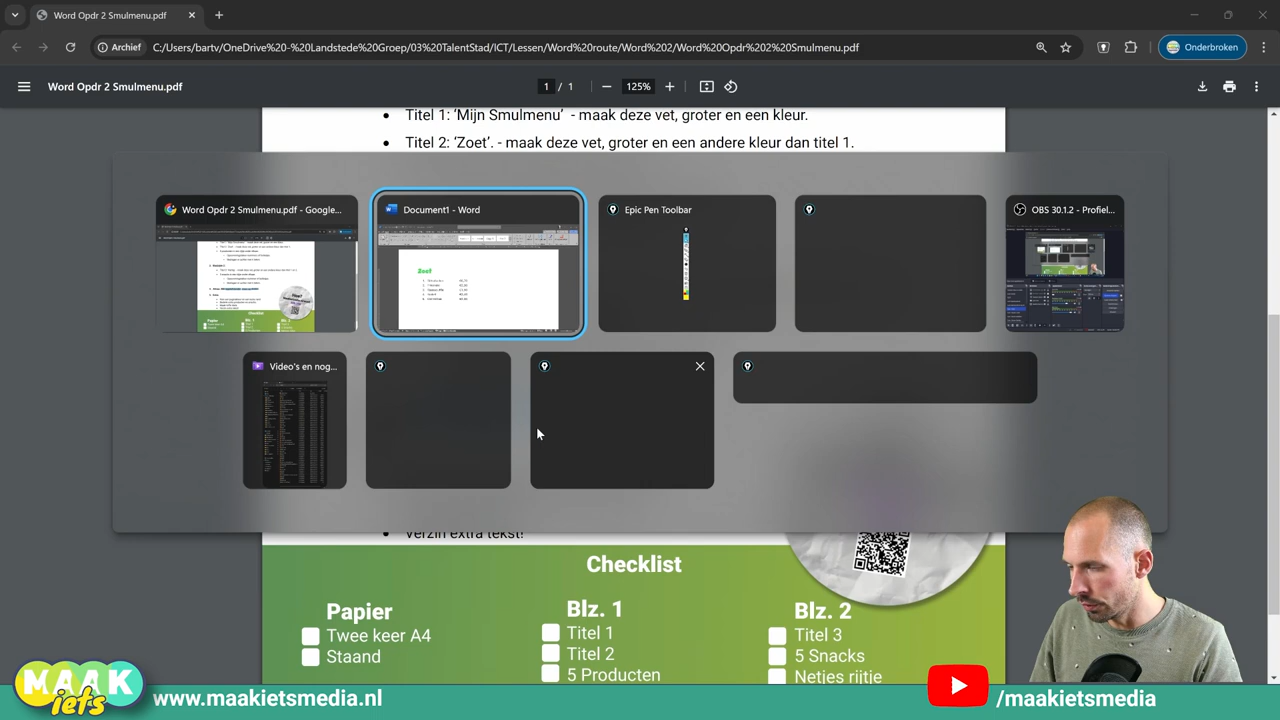 Word Opdr 2 Smulmenu.pdf
Archief
C:/Users/bartv/OneDrive%20-%20Landstede%20Groep/03%20TalentStad/ICT/Lessen/Word%20route/Word%202/Word%20Opdr%202%20Smulmenu.pdf
Onderbroken
Word Opdr 2 Smulmenu.pdf
1 / 1
125%
Titel 1: ‘Mijn Smulmenu’ - maak deze vet, groter en een kleur.
Titel 2: ‘Zoet’. - maak deze vet, groter en een andere kleur dan titel 1.
Word Opdr 2 Smulmenu.pdf - Google...
Document1 - Word
Epic Pen Toolbar
OBS 30.1.2 - Profiel...
Zoet
Checklist
Video's en nog...
Verzin extra tekst!
Checklist
Papier
Twee keer A4
Staand
Blz. 1
Titel 1
Titel 2
5 Producten
Blz. 2
Titel 3
5 Snacks
Netjes rijtje
MAAK
iets
www.maakietsmedia.nl
/maakietsmedia